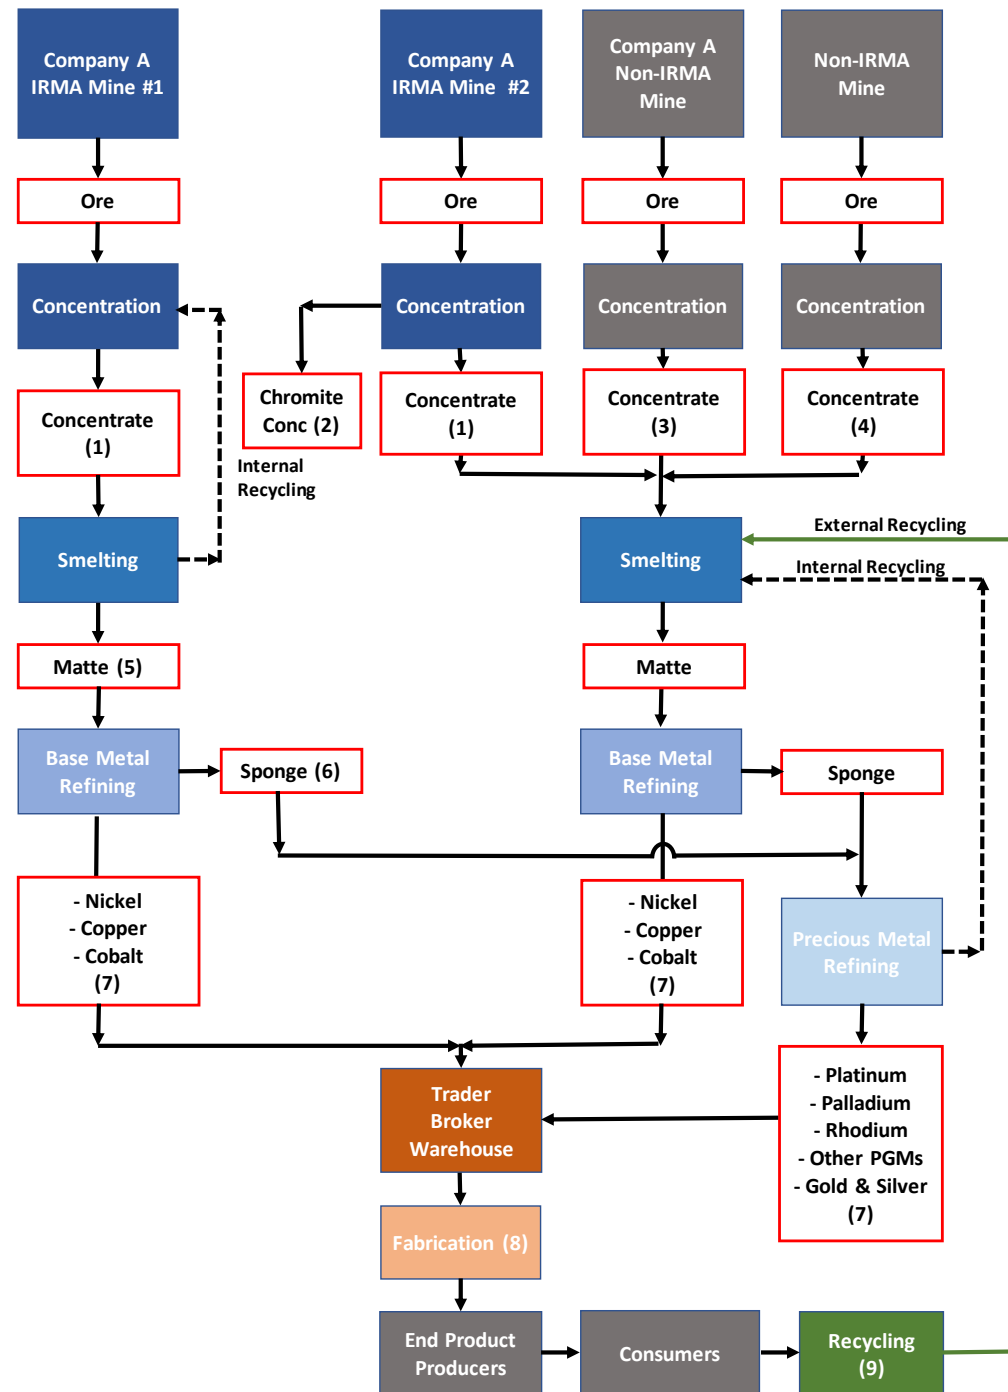 Company A
IRMA Mine #1
Company A
IRMA Mine #2
Company A
Non-IRMA
Mine
Non-IRMA
Mine
Ore
Ore
Ore
Ore
Concentration
Concentration
Concentration
Concentration
Concentrate
(1)
Chromite
Conc (2)
Concentrate
(1)
Concentrate
(3)
Concentrate
(4)
Internal
Recycling
Smelting
Smelting
External Recycling
Internal Recycling
Matte (5)
Matte
Base Metal
Refining
Sponge (6)
Base Metal
Refining
Sponge
- Nickel
- Copper
- Cobalt
(7)
- Nickel
- Copper
- Cobalt
(7)
Precious Metal
Refining
Trader
Broker
Warehouse
- Platinum
- Palladium
- Rhodium
- Other PGMs
- Gold & Silver
(7)
Fabrication (8)
End Product
Producers
Consumers
Recycling
(9)